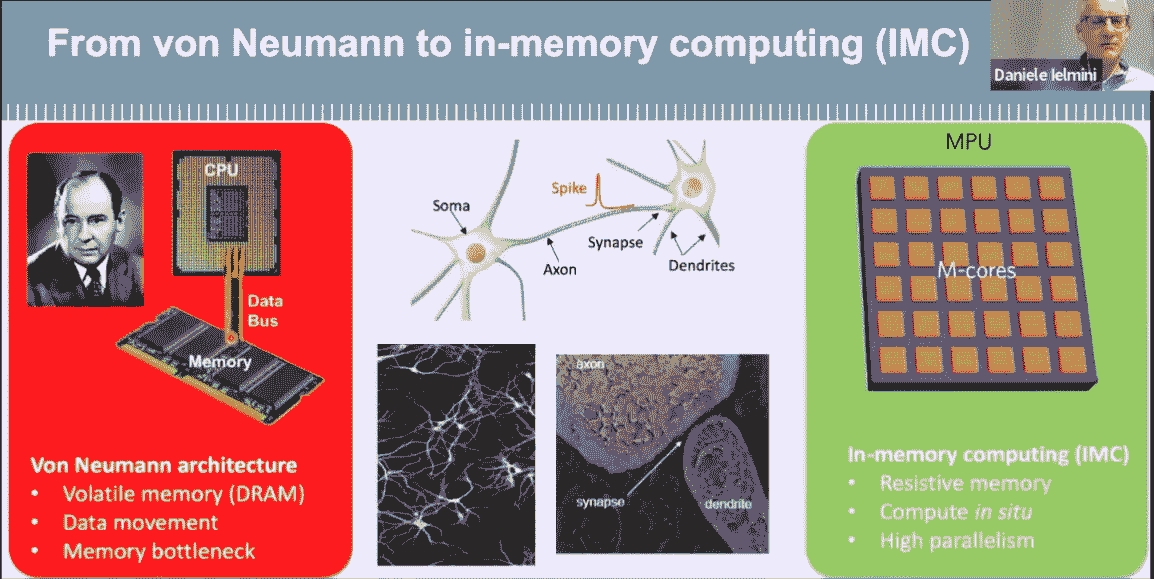 From von Neumann to in-memory computing (IMC)
Daniele Ielmini
CPU
Data
Bus
Memory
Von Neumann architecture
• Volatile memory (DRAM)
• Data movement
• Memory bottleneck
Soma
Spike
Synapse
Axon
Dendrites
axon
synapse
dendrite
MPU
M-cores
In-memory computing (IMC)
• Resistive memory
• Compute in situ
• High parallelism